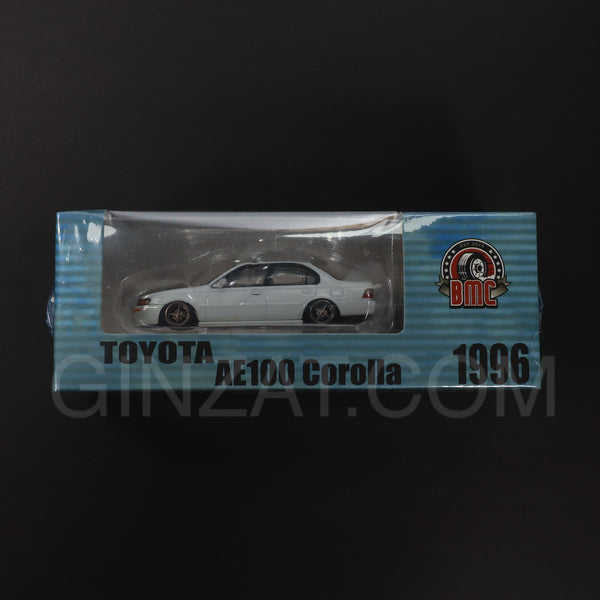 BMC
TOYOTA
AE100 Corolla
1996
GINZAT.COM